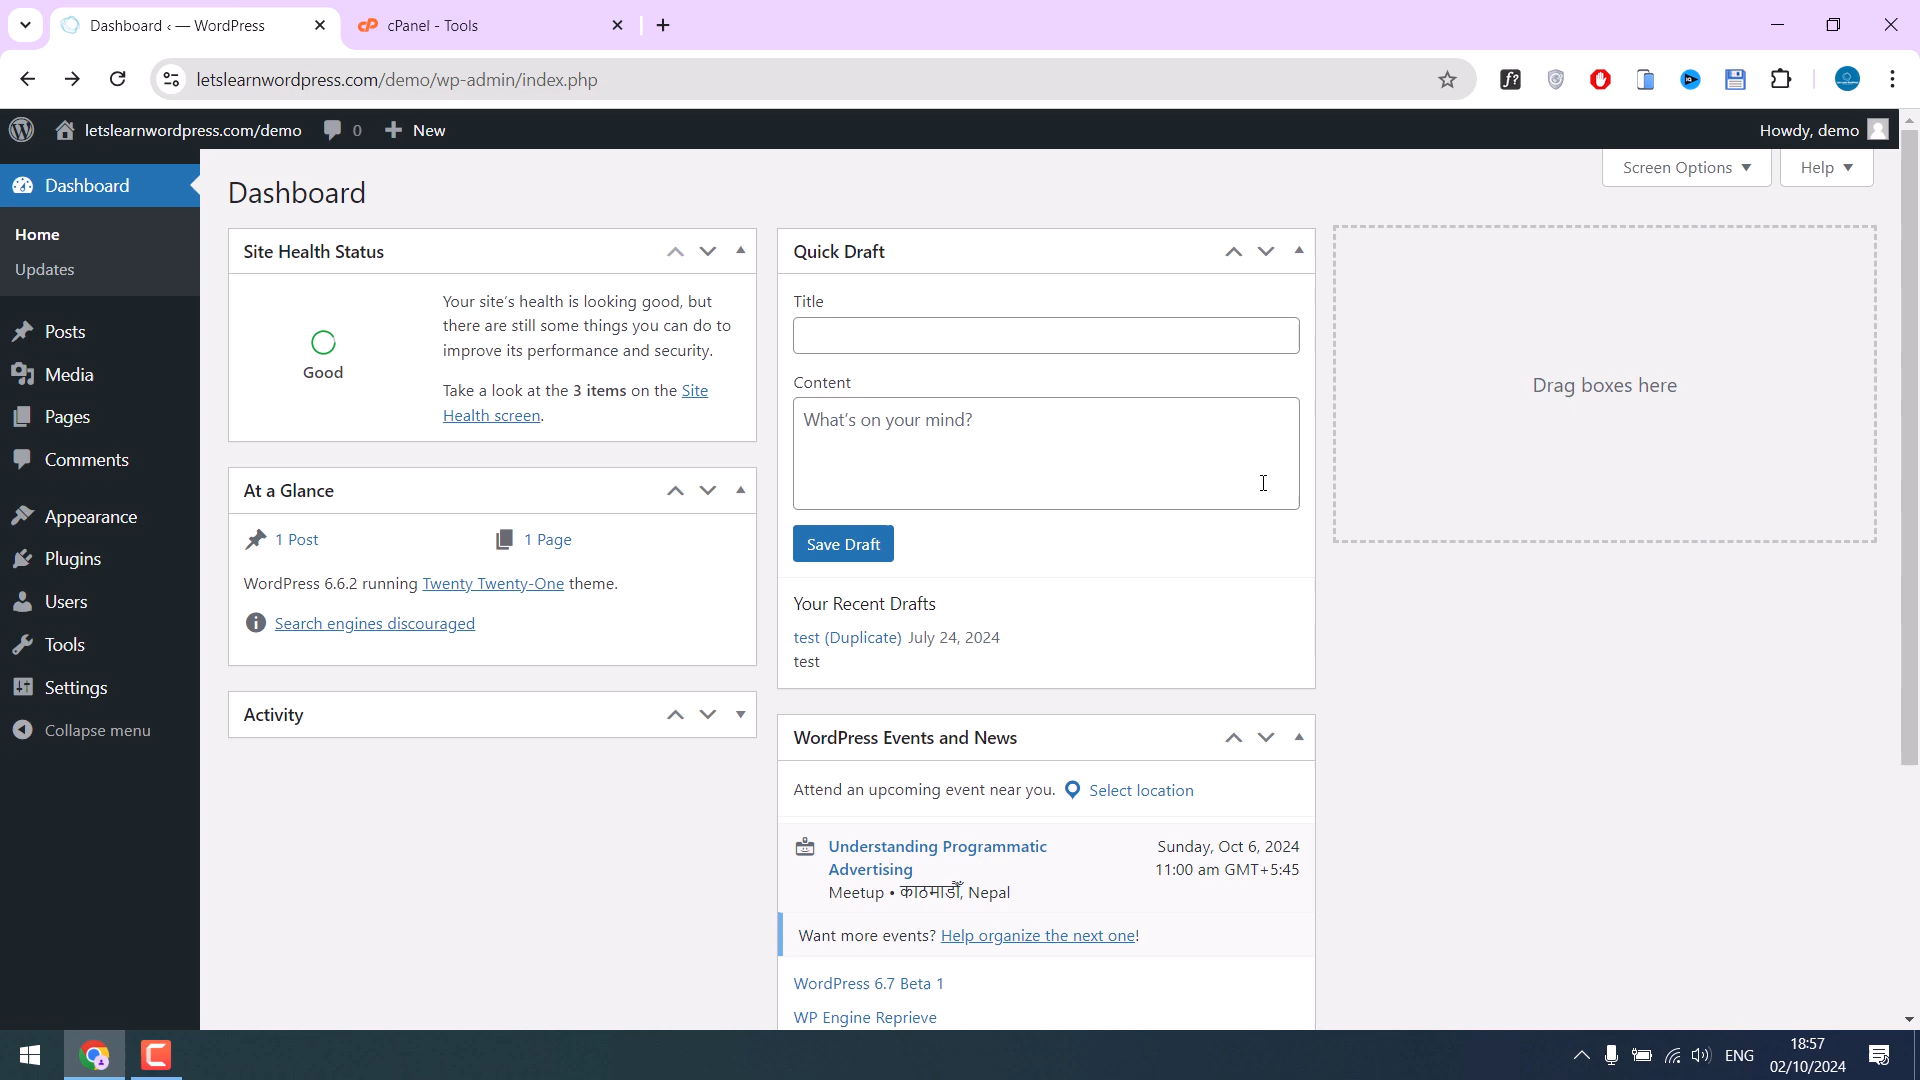 Dashboard ‹ — WordPress
cPanel - Tools
letslearnwordpress.com/demo/wp-admin/index.php
letslearnwordpress.com/demo
0
New
Howdy, demo
Dashboard
Home
Updates
Posts
Media
Pages
Comments
Appearance
Plugins
Users
Tools
Settings
Collapse menu
Screen Options
Help
Dashboard
Site Health Status
Good
Your site's health is looking good, but
there are still some things you can do to
improve its performance and security.
Take a look at the 3 items on the Site
Health screen.
At a Glance
1 Post
1 Page
WordPress 6.6.2 running Twenty Twenty-One theme.
Search engines discouraged
Activity
Quick Draft
Title
Content
What's on your mind?
Save Draft
Your Recent Drafts
test (Duplicate) July 24, 2024
test
WordPress Events and News
Attend an upcoming event near you. Select location
Understanding Programmatic
Advertising
Meetup • काठमाडौँ, Nepal
Sunday, Oct 6, 2024
11:00 am GMT+5:45
Want more events? Help organize the next one!
WordPress 6.7 Beta 1
WP Engine Reprieve
Drag boxes here
ENG
18:57
02/10/2024